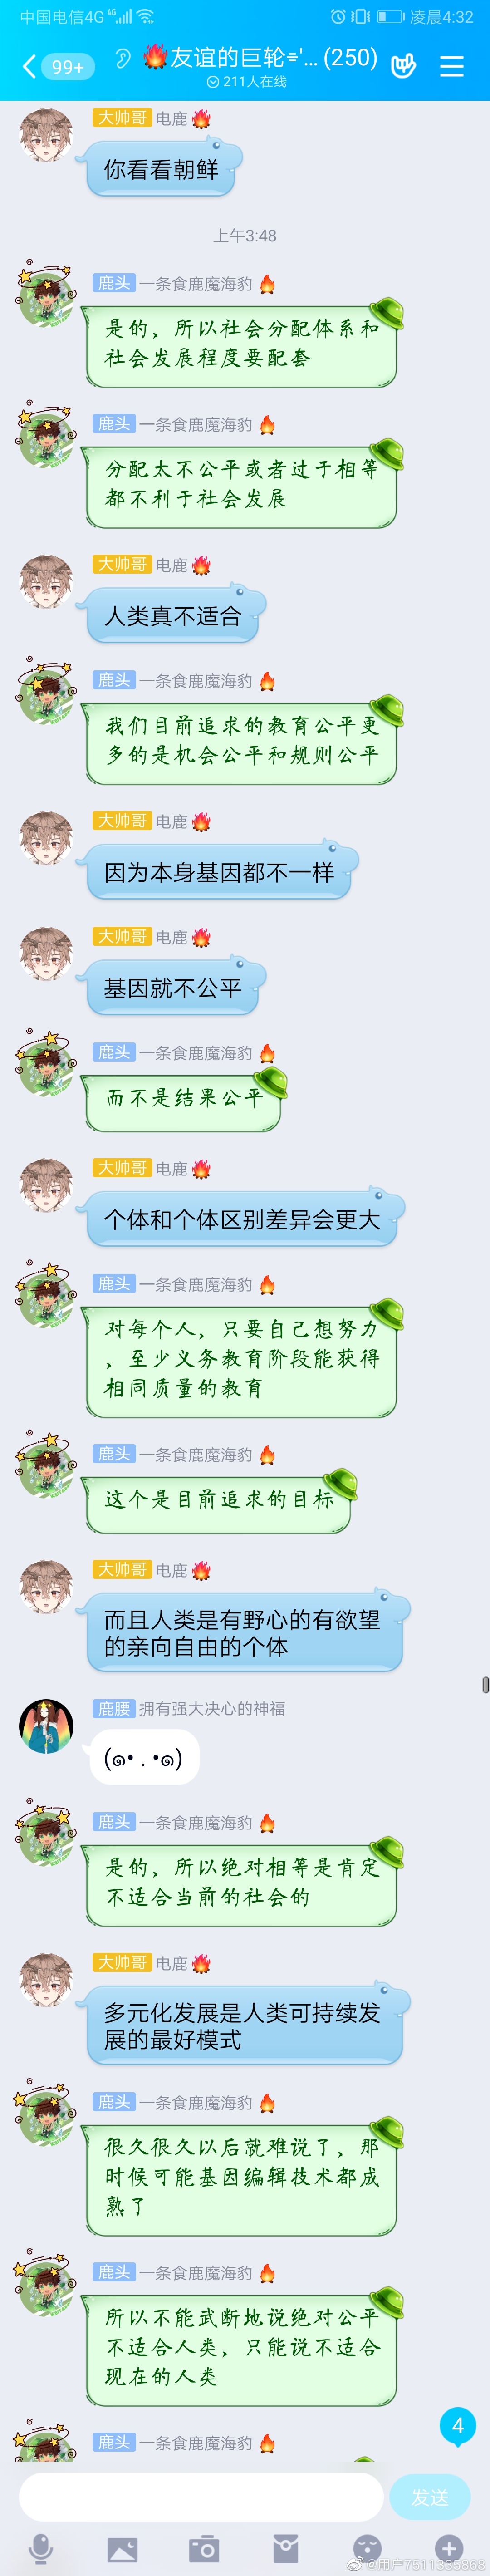 中国电信4G 4G 凌晨4:32
99+ 🔥友谊的巨轮='... (250)
211人在线
大帅哥 电鹿🔥
你看看朝鲜
上午3:48
鹿头 一条食鹿魔海豹🔥
是的，所以社会分配体系和
社会发展程度要配套
鹿头 一条食鹿魔海豹🔥
分配太不公平或者过于相等
都不利于社会发展
大帅哥 电鹿🔥
人类真不适合
鹿头 一条食鹿魔海豹🔥
我们目前追求的教育公平更
多的是机会公平和规则公平
大帅哥 电鹿🔥
因为本身基因都不一样
大帅哥 电鹿🔥
基因就不公平
鹿头 一条食鹿魔海豹🔥
而不是结果公平
大帅哥 电鹿🔥
个体和个体区别差异会更大
鹿头 一条食鹿魔海豹🔥
对每个人，只要自己想努力
，至少义务教育阶段能获得
相同质量的教育
鹿头 一条食鹿魔海豹🔥
这个是目前追求的目标
大帅哥 电鹿🔥
而且人类是有野心的有欲望
的亲向自由的个体
鹿腰 拥有强大决心的神福
(๑• . •๑)
鹿头 一条食鹿魔海豹🔥
是的，所以绝对相等是肯定
不适合当前的社会的
大帅哥 电鹿🔥
多元化发展是人类可持续发
展的最好模式
鹿头 一条食鹿魔海豹🔥
很久很久以后就难说了，那
时候可能基因编辑技术都成
熟了
鹿头 一条食鹿魔海豹🔥
所以不能武断地说绝对公平
不适合人类，只能说不适合
现在的人类
鹿头 一条食鹿魔海豹🔥
4
发送
@用户7511335868